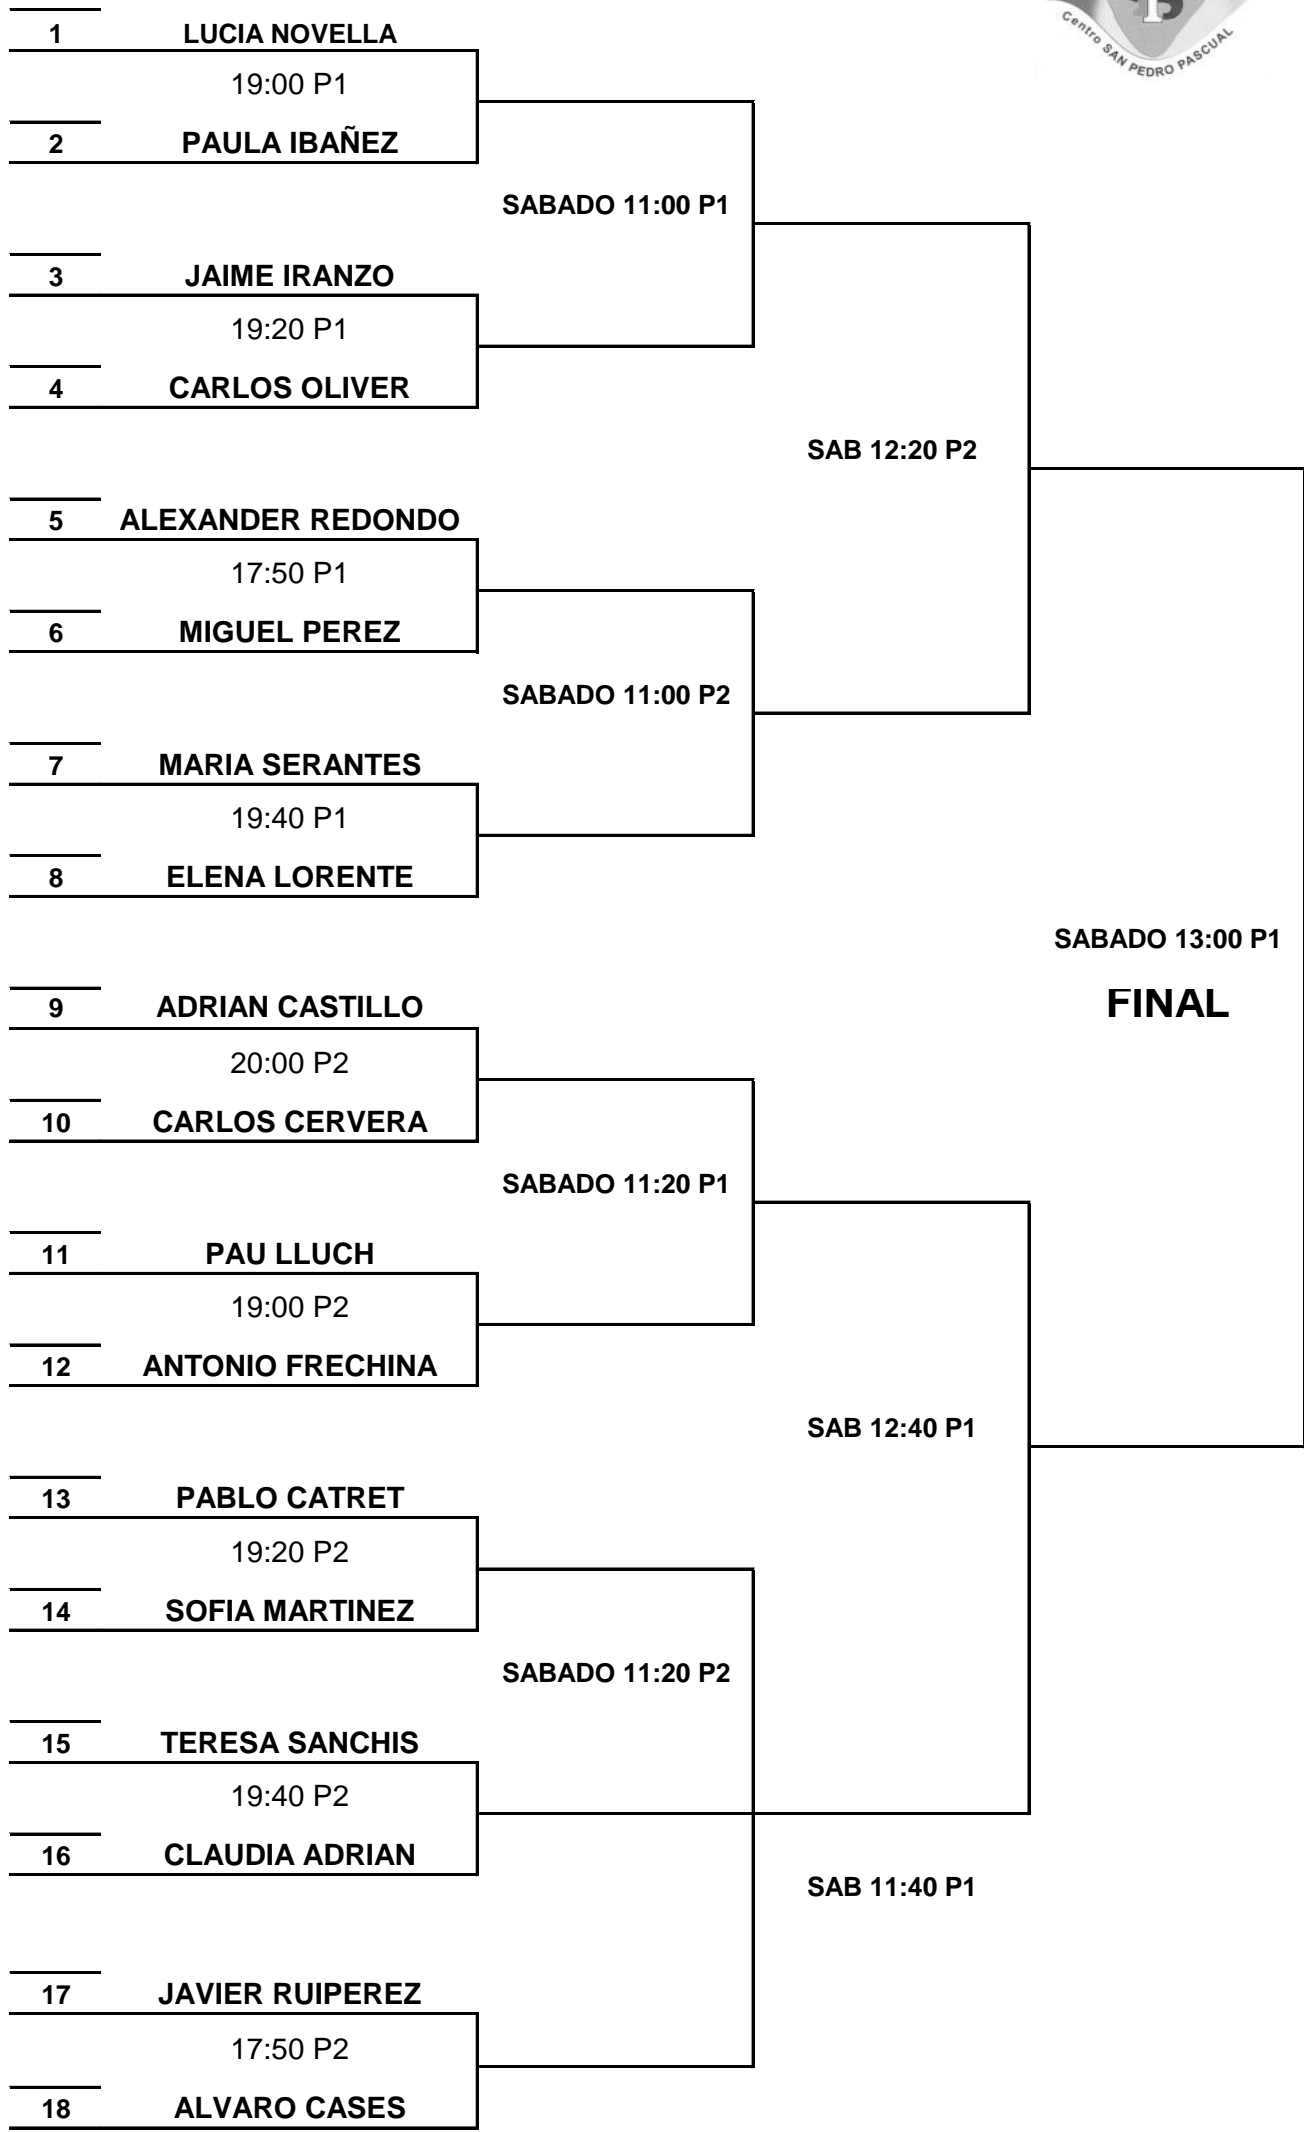 Centro SAN PEDRO PASCUAL
1 LUCIA NOVELLA
19:00 P1
2 PAULA IBAÑEZ
SABADO 11:00 P1
3 JAIME IRANZO
19:20 P1
4 CARLOS OLIVER
SAB 12:20 P2
5 ALEXANDER REDONDO
17:50 P1
6 MIGUEL PEREZ
SABADO 11:00 P2
7 MARIA SERANTES
19:40 P1
8 ELENA LORENTE
SABADO 13:00 P1
9 ADRIAN CASTILLO
FINAL
20:00 P2
10 CARLOS CERVERA
SABADO 11:20 P1
11 PAU LLUCH
19:00 P2
12 ANTONIO FRECHINA
SAB 12:40 P1
13 PABLO CATRET
19:20 P2
14 SOFIA MARTINEZ
SABADO 11:20 P2
15 TERESA SANCHIS
19:40 P2
16 CLAUDIA ADRIAN
SAB 11:40 P1
17 JAVIER RUIPEREZ
17:50 P2
18 ALVARO CASES